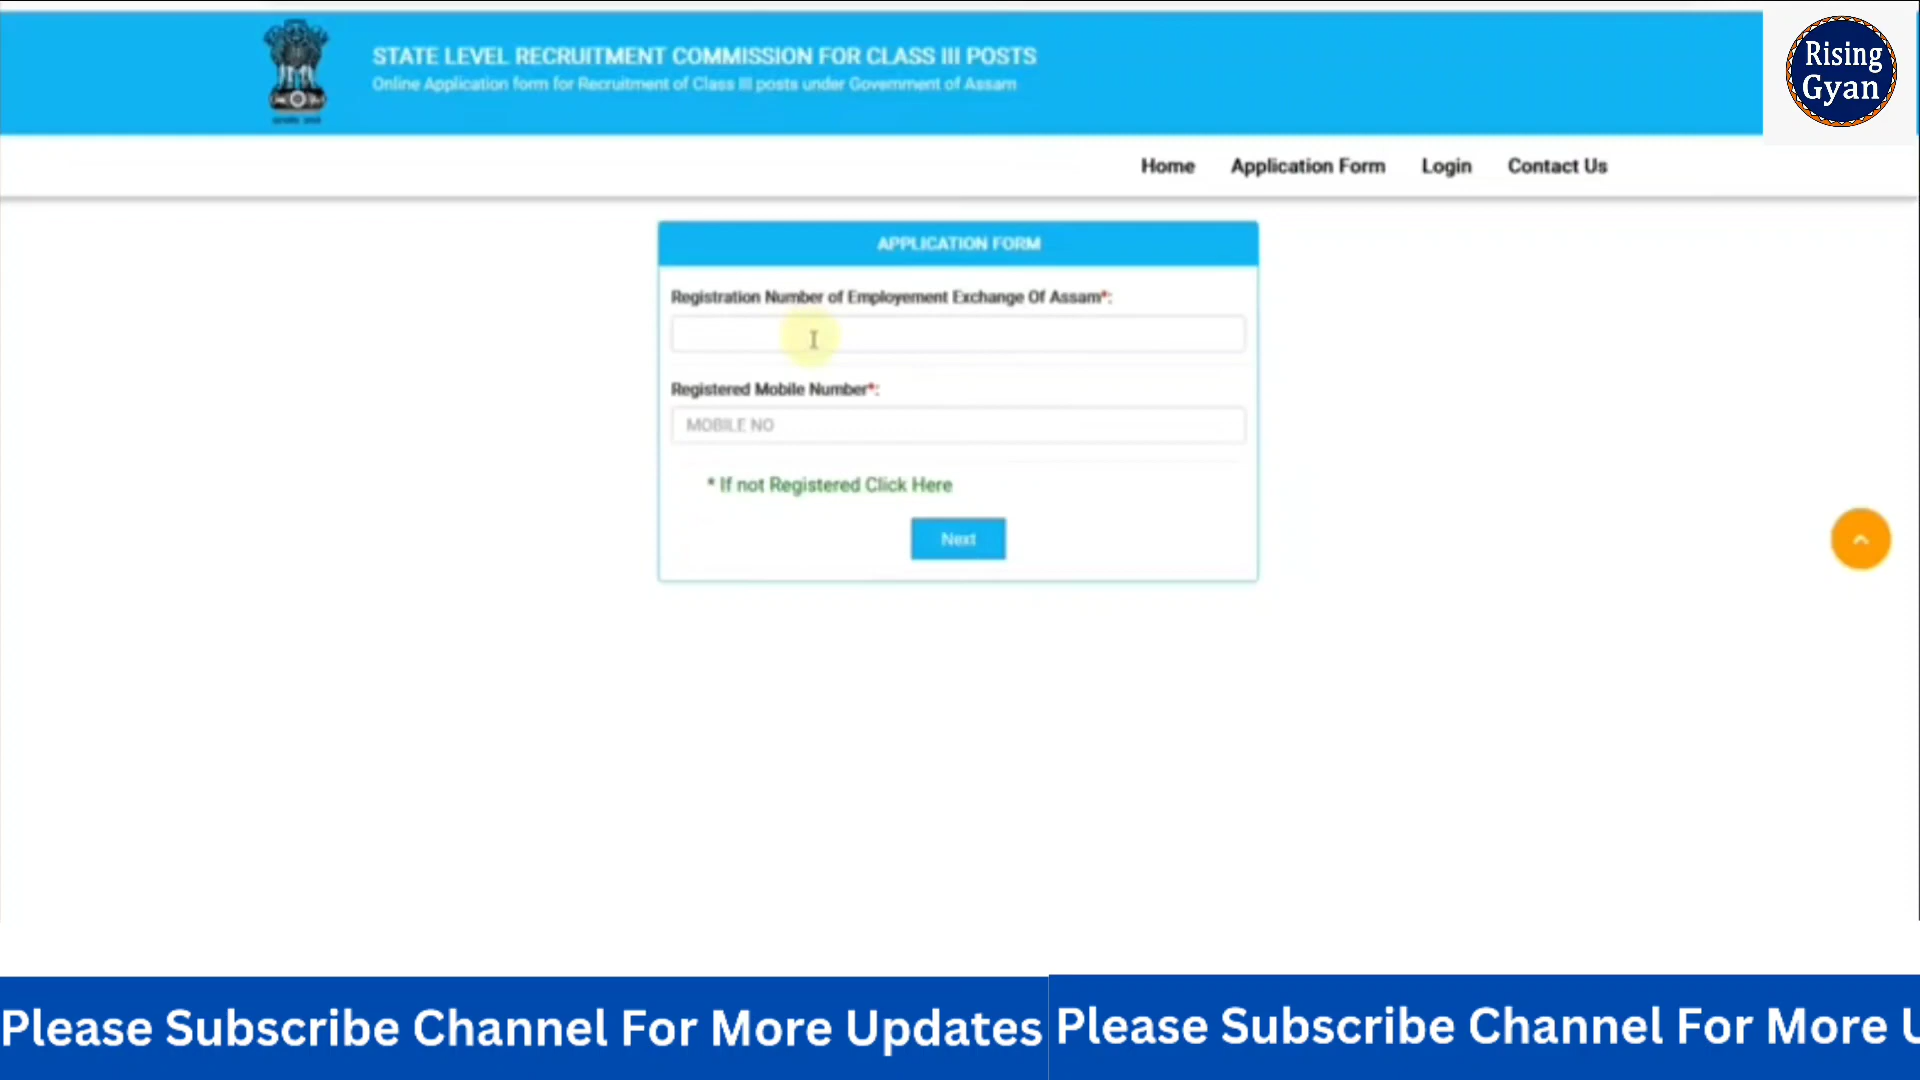 STATE LEVEL RECRUITMENT COMMISSION FOR CLASS III POSTS
Online Application form for Recruitment of Class III posts under Government of Assam
Rising
Gyan
Home Application Form Login Contact Us
APPLICATION FORM
Registration Number of Employement Exchange Of Assam*:
Registered Mobile Number*:
MOBILE NO
* If not Registered Click Here
Next
Please Subscribe Channel For More Updates Please Subscribe Channel For More U